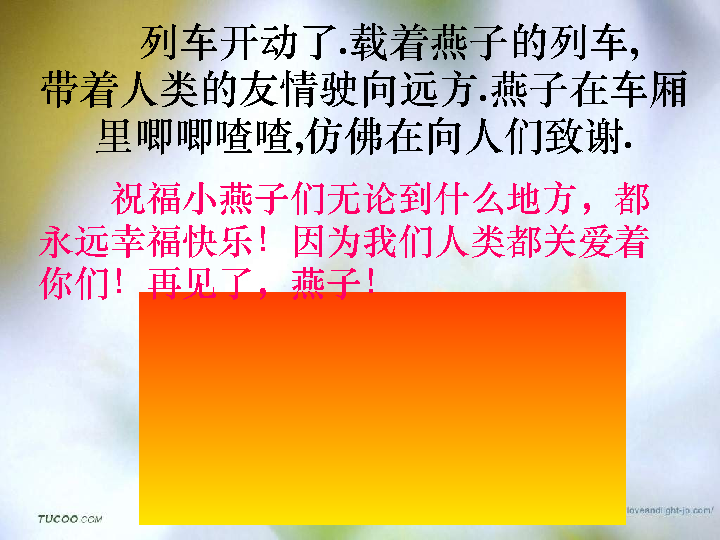 列车开动了.载着燕子的列车,
带着人类的友情驶向远方.燕子在车厢
里唧唧喳喳,仿佛在向人们致谢.
祝福小燕子们无论到什么地方，都
永远幸福快乐！因为我们人类都关爱着
你们！再见了，燕子！
TUCOO.COM
loveandlight-jp.com/